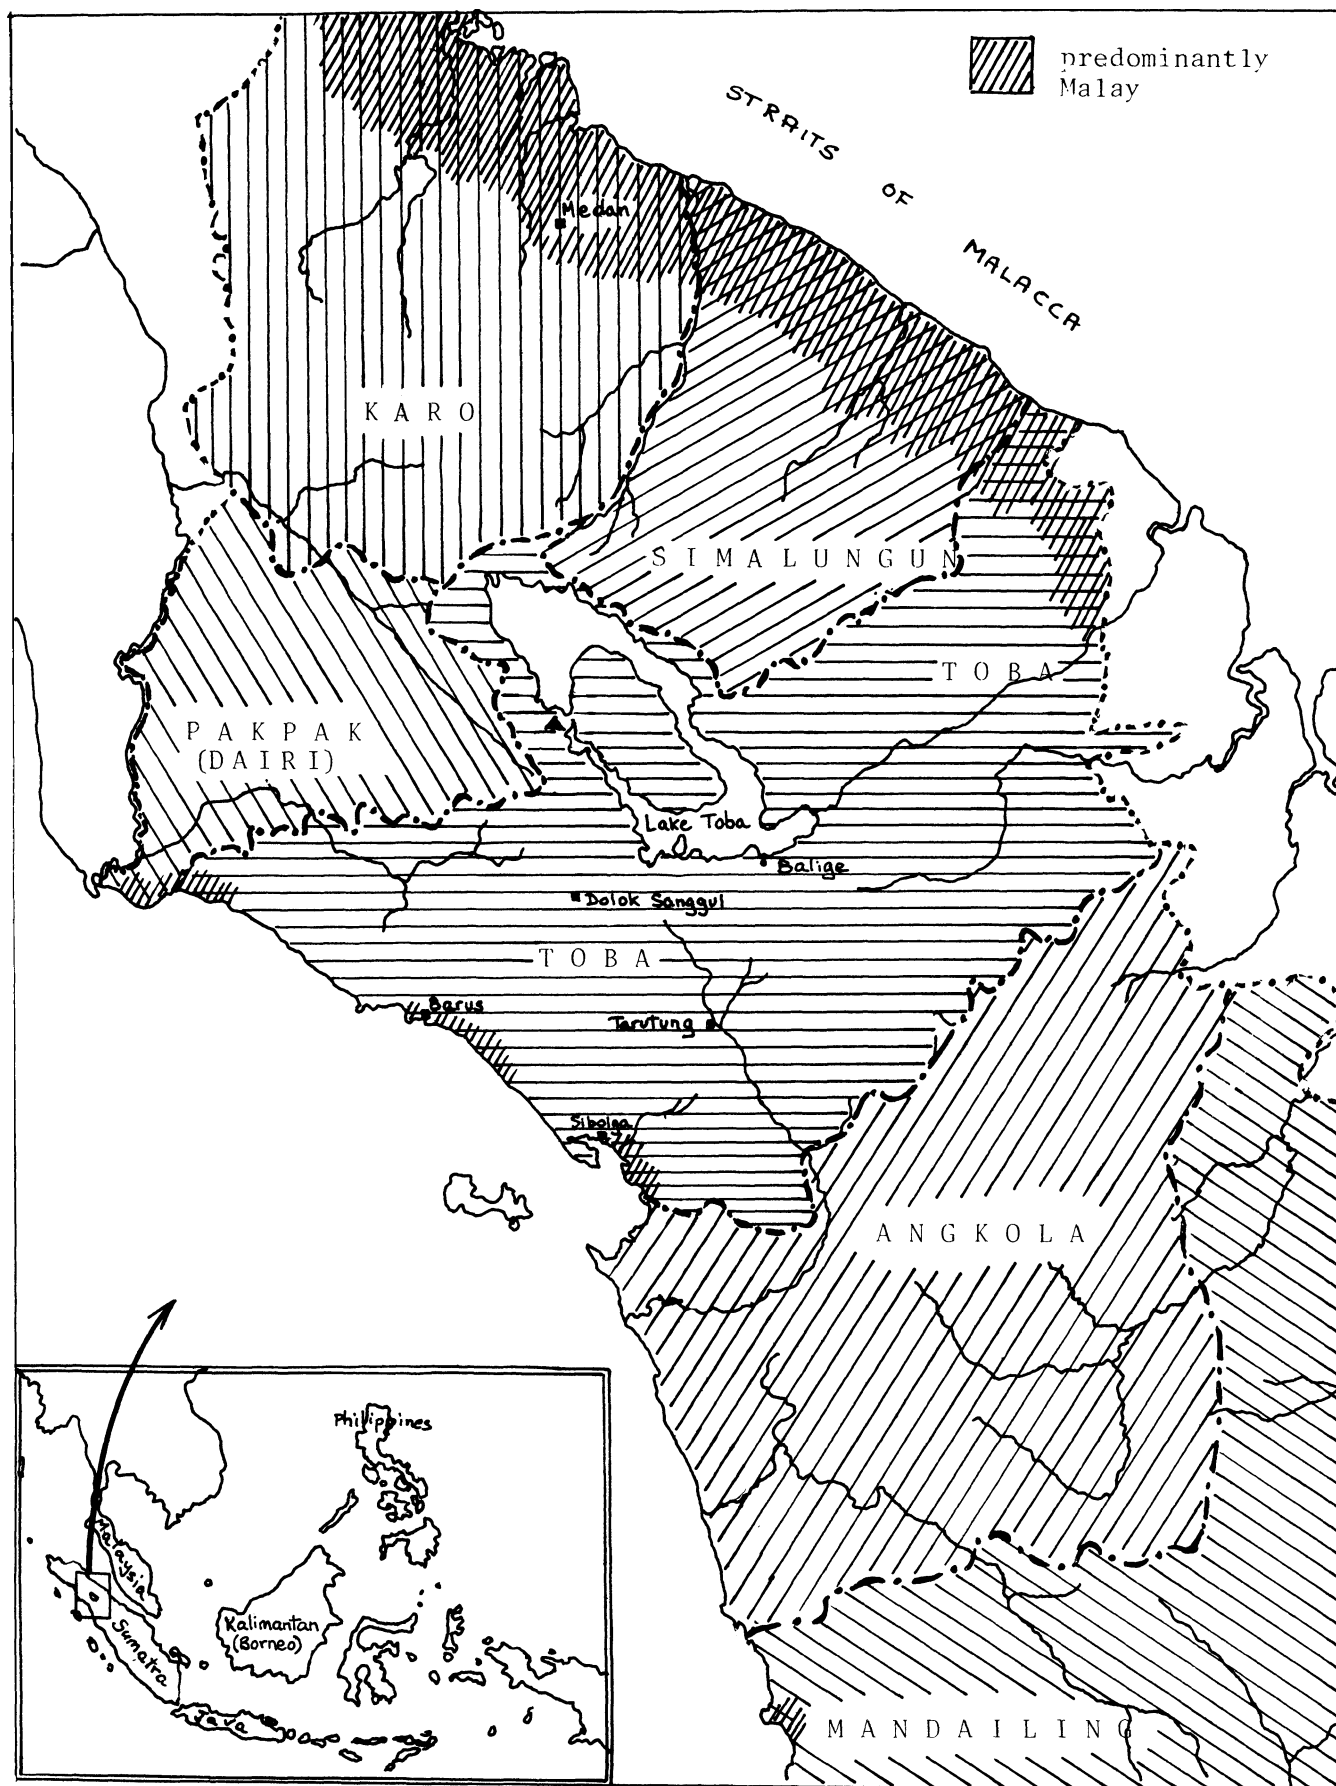 predominantly
Malay
STRAITS OF MALACCA
Medan
KARO
SIMALUNGUN
TOBA
PAKPAK
(DAIRI)
Lake Toba
Balige
Dolok Sanggul
TOBA
Barus
Tarutung
Sibolga
ANGKOLA
Philippines
Malaysia
Kalimantan
(Borneo)
Sumatra
Java
MANDAILING